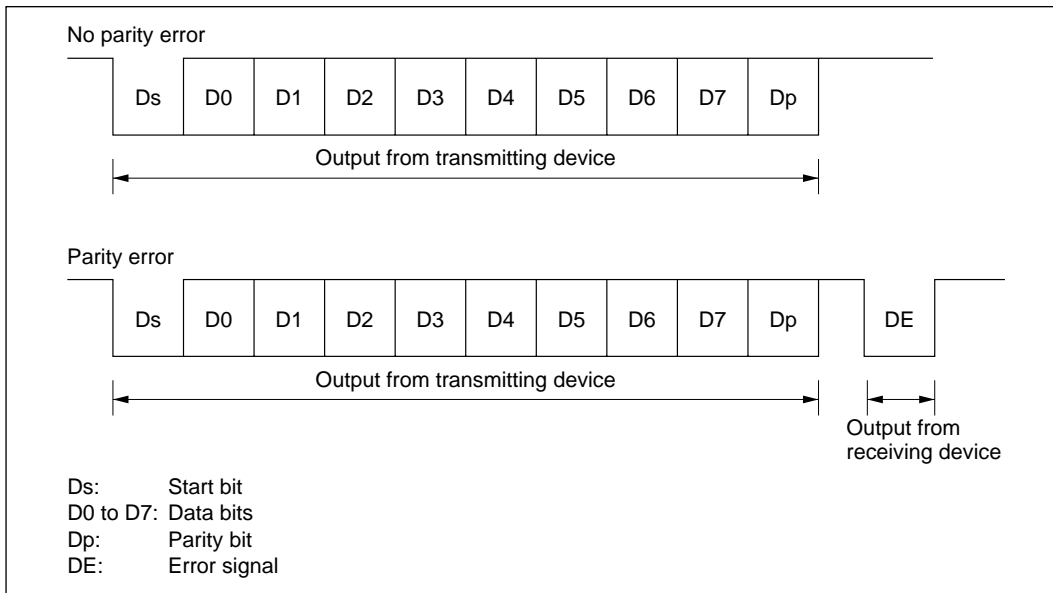 No parity error
Ds D0 D1 D2 D3 D4 D5 D6 D7 Dp
Output from transmitting device
Parity error
Ds D0 D1 D2 D3 D4 D5 D6 D7 Dp DE
Output from transmitting device
Output from
receiving device
Ds: Start bit
D0 to D7: Data bits
Dp: Parity bit
DE: Error signal